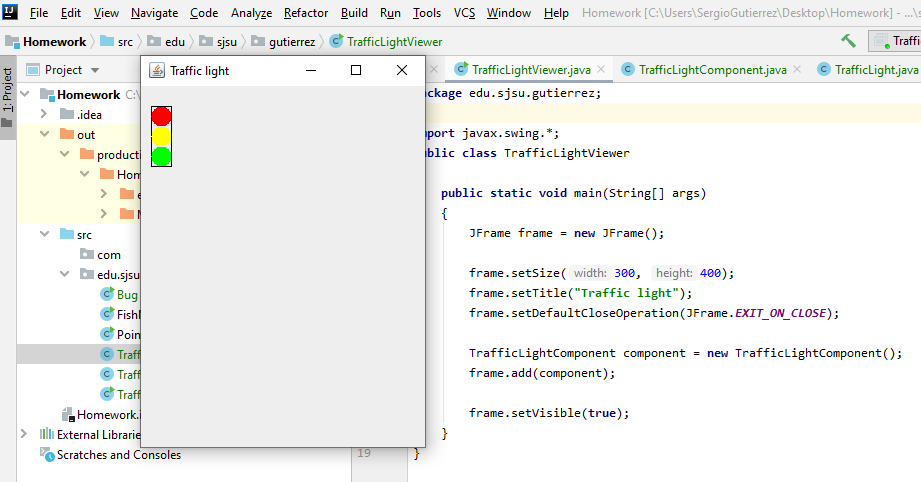 File Edit View Navigate Code Analyze Refactor Build Run Tools VCS Window Help Homework [C:\Users\SergioGutierrez\Desktop\Homework] - ...\s
Homework src edu sjsu gutierrez TrafficLightViewer Traffi
1: Project
Project
Traffic light
TrafficLightViewer.java TrafficLightComponent.java TrafficLight.java
Homework C:\
.idea
out
producti
Hom
e
src
com
edu.sjsu
Bug
FishM
Poin
Traff
Traff
Traff
Homework.i
External Librarie
Scratches and Consoles
ckage edu.sjsu.gutierrez;
mport javax.swing.*;
ublic class TrafficLightViewer
public static void main(String[] args)
{
JFrame frame = new JFrame();
frame.setSize( width: 300, height: 400);
frame.setTitle("Traffic light");
frame.setDefaultCloseOperation(JFrame.EXIT_ON_CLOSE);
TrafficLightComponent component = new TrafficLightComponent();
frame.add(component);
frame.setVisible(true);
}
19 }